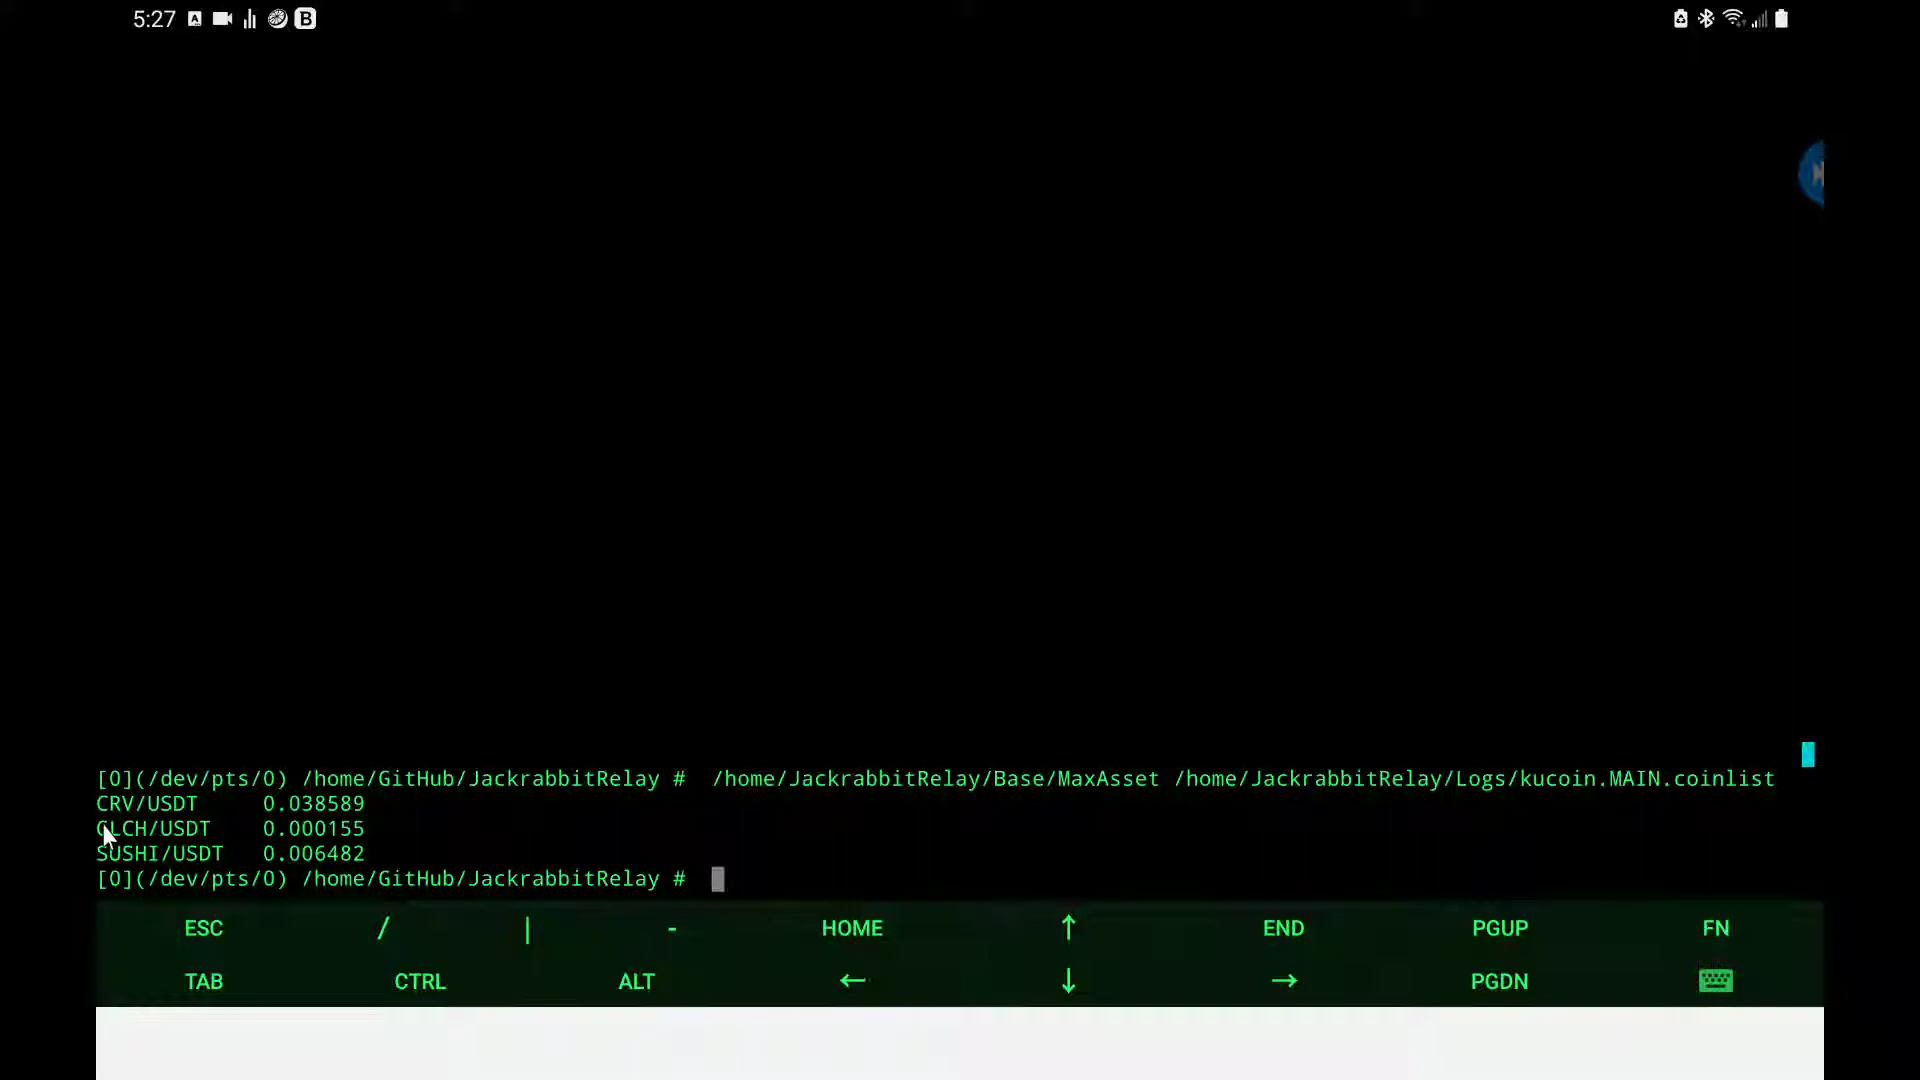 5:27
[0](/dev/pts/0) /home/GitHub/JackrabbitRelay #  /home/JackrabbitRelay/Base/MaxAsset /home/JackrabbitRelay/Logs/kucoin.MAIN.coinlist
CRV/USDT     0.038589
GLCH/USDT    0.000155
SUSHI/USDT   0.006482
[0](/dev/pts/0) /home/GitHub/JackrabbitRelay #
ESC / | - HOME ↑ END PGUP FN
TAB CTRL ALT ← ↓ → PGDN